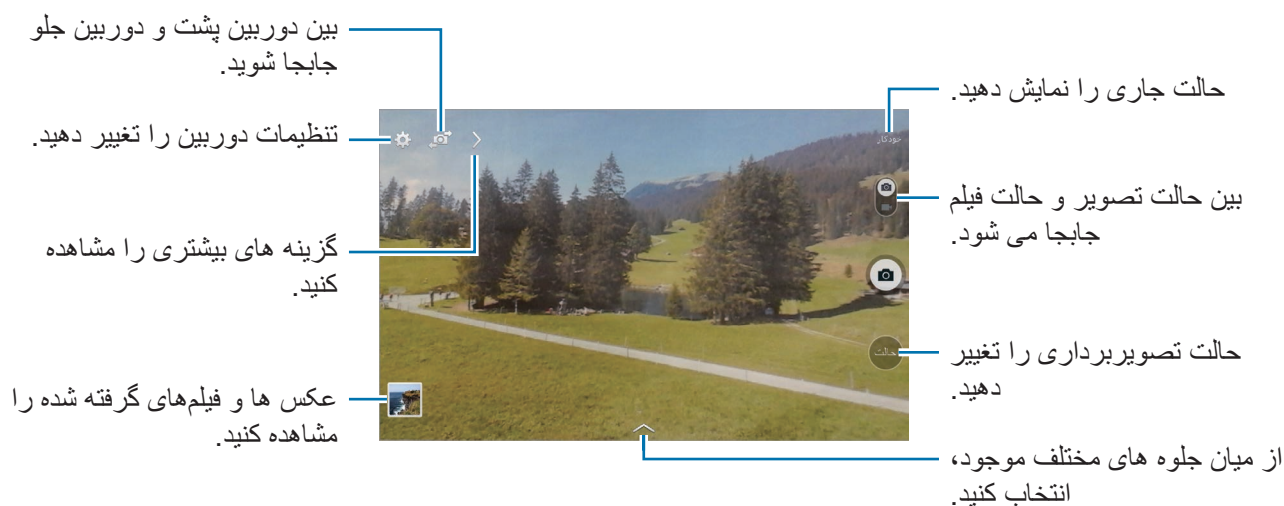 بین دوربین پشت و دوربین جلو
جابجا شوید.
تنظیمات دوربین را تغییر دهید.
گزینه های بیشتری را مشاهده
کنید.
عکس ها و فیلم‌های گرفته شده را
مشاهده کنید.
حالت جاری را نمایش دهید.
خودکار
بین حالت تصویر و حالت فیلم
جابجا می شود.
حالت تصویربرداری را تغییر
دهید.
حالت
از میان جلوه های مختلف موجود،
انتخاب کنید.